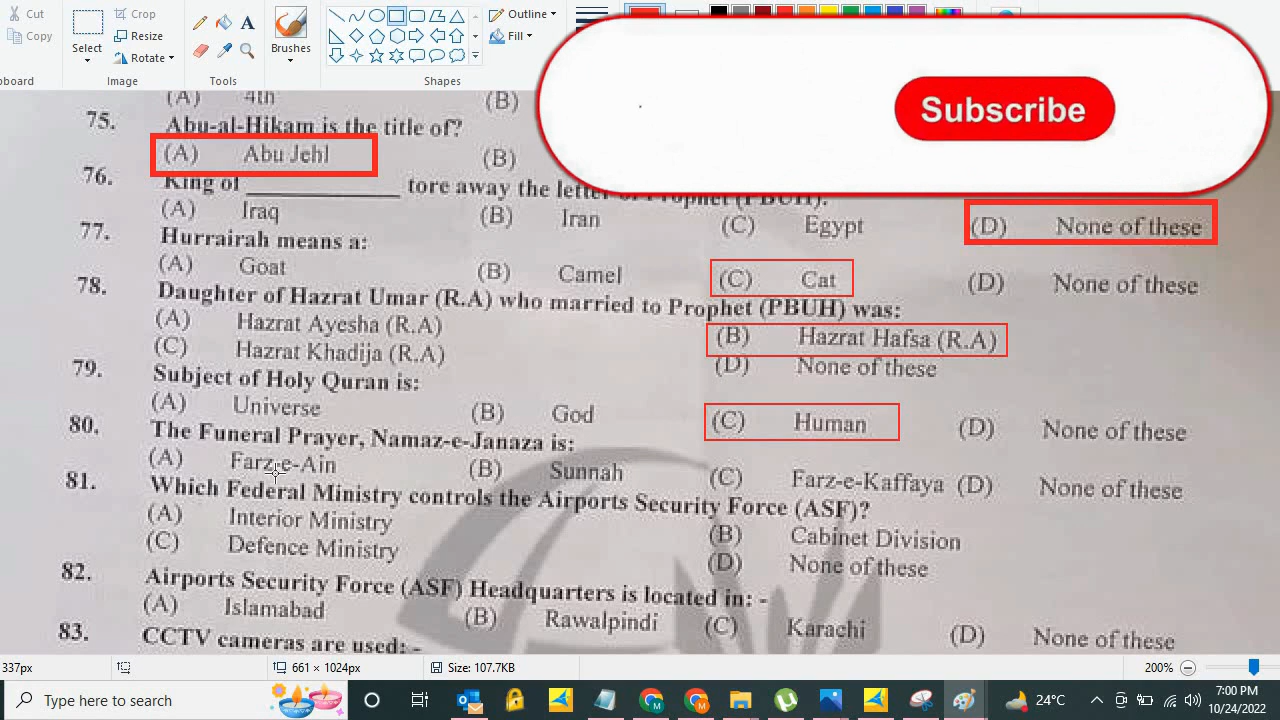 Cut
Crop
Outline
Copy
Select
Resize
Rotate
Brushes
Fill
Image
Tools
Shapes
Subscribe
(A) 4th (B)
75. Abu-al-Hikam is the title of?
(A) Abu Jehl (B)
76. King of ____________ tore away the letter of Prophet (PBUH).
(A) Iraq (B) Iran (C) Egypt (D) None of these
77. Hurrairah means a:
(A) Goat (B) Camel (C) Cat (D) None of these
78. Daughter of Hazrat Umar (R.A) who married to Prophet (PBUH) was:
(A) Hazrat Ayesha (R.A) (B) Hazrat Hafsa (R.A)
(C) Hazrat Khadija (R.A) (D) None of these
79. Subject of Holy Quran is:
(A) Universe (B) God (C) Human (D) None of these
80. The Funeral Prayer, Namaz-e-Janaza is:
(A) Farz-e-Ain (B) Sunnah (C) Farz-e-Kaffaya (D) None of these
81. Which Federal Ministry controls the Airports Security Force (ASF)?
(A) Interior Ministry (B) Cabinet Division
(C) Defence Ministry (D) None of these
82. Airports Security Force (ASF) Headquarters is located in: -
(A) Islamabad (B) Rawalpindi (C) Karachi (D) None of these
83. CCTV cameras are used: -
337px 661 × 1024px Size: 107.7KB 200%
Type here to search 24°C 7:00 PM
10/24/2022